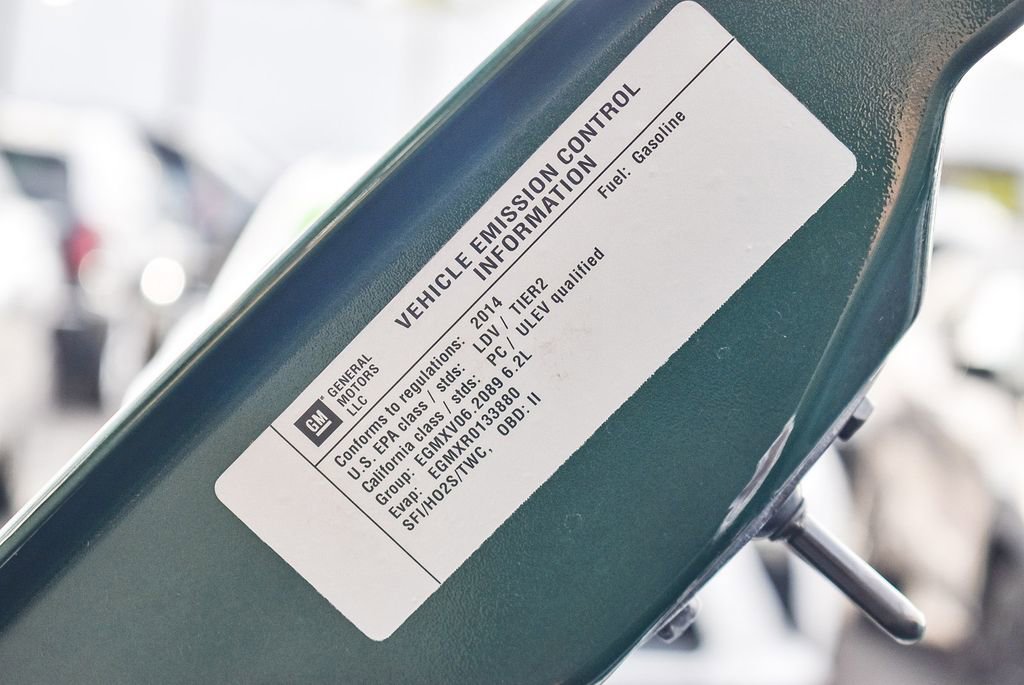 GM
GENERAL
MOTORS
LLC
VEHICLE EMISSION CONTROL
INFORMATION
Conforms to regulations: 2014 Fuel: Gasoline
U.S. EPA class / stds: LDV / TIER2
California class / stds: PC / ULEV qualified
Group: EGMXV06.2089 6.2L
Evap: EGMXR0133880
SFI/HO2S/TWC, OBD: II